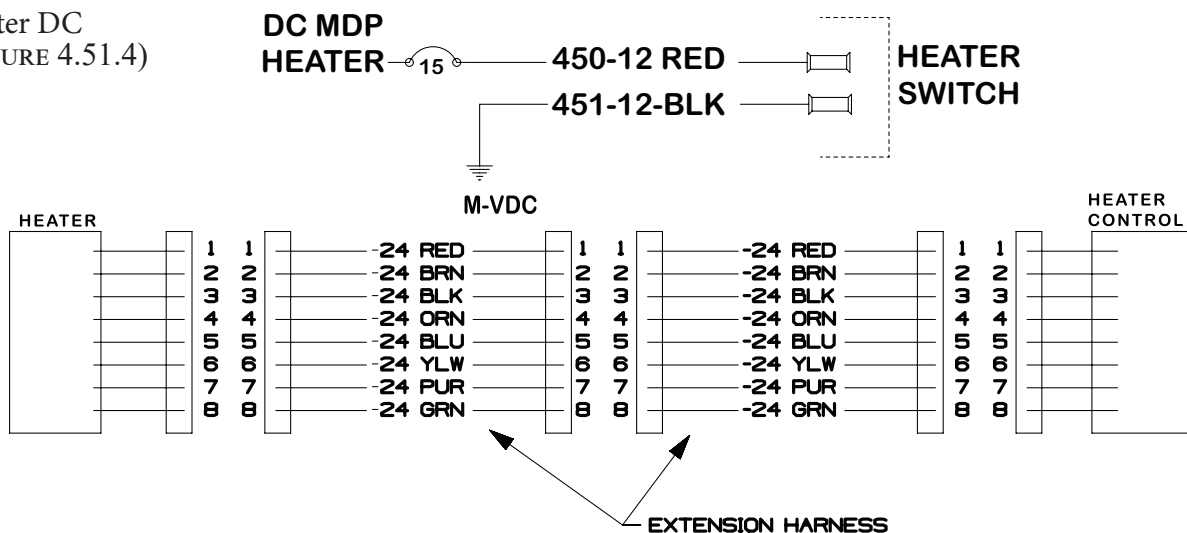 ter DC
URE 4.51.4)
DC MDP
HEATER
15
450-12 RED
451-12-BLK
HEATER
SWITCH
M-VDC
HEATER
HEATER
CONTROL
1 1 -24 RED 1 1 -24 RED 1 1
2 2 -24 BRN 2 2 -24 BRN 2 2
3 3 -24 BLK 3 3 -24 BLK 3 3
4 4 -24 ORN 4 4 -24 ORN 4 4
5 5 -24 BLU 5 5 -24 BLU 5 5
6 6 -24 YLW 6 6 -24 YLW 6 6
7 7 -24 PUR 7 7 -24 PUR 7 7
8 8 -24 GRN 8 8 -24 GRN 8 8
EXTENSION HARNESS